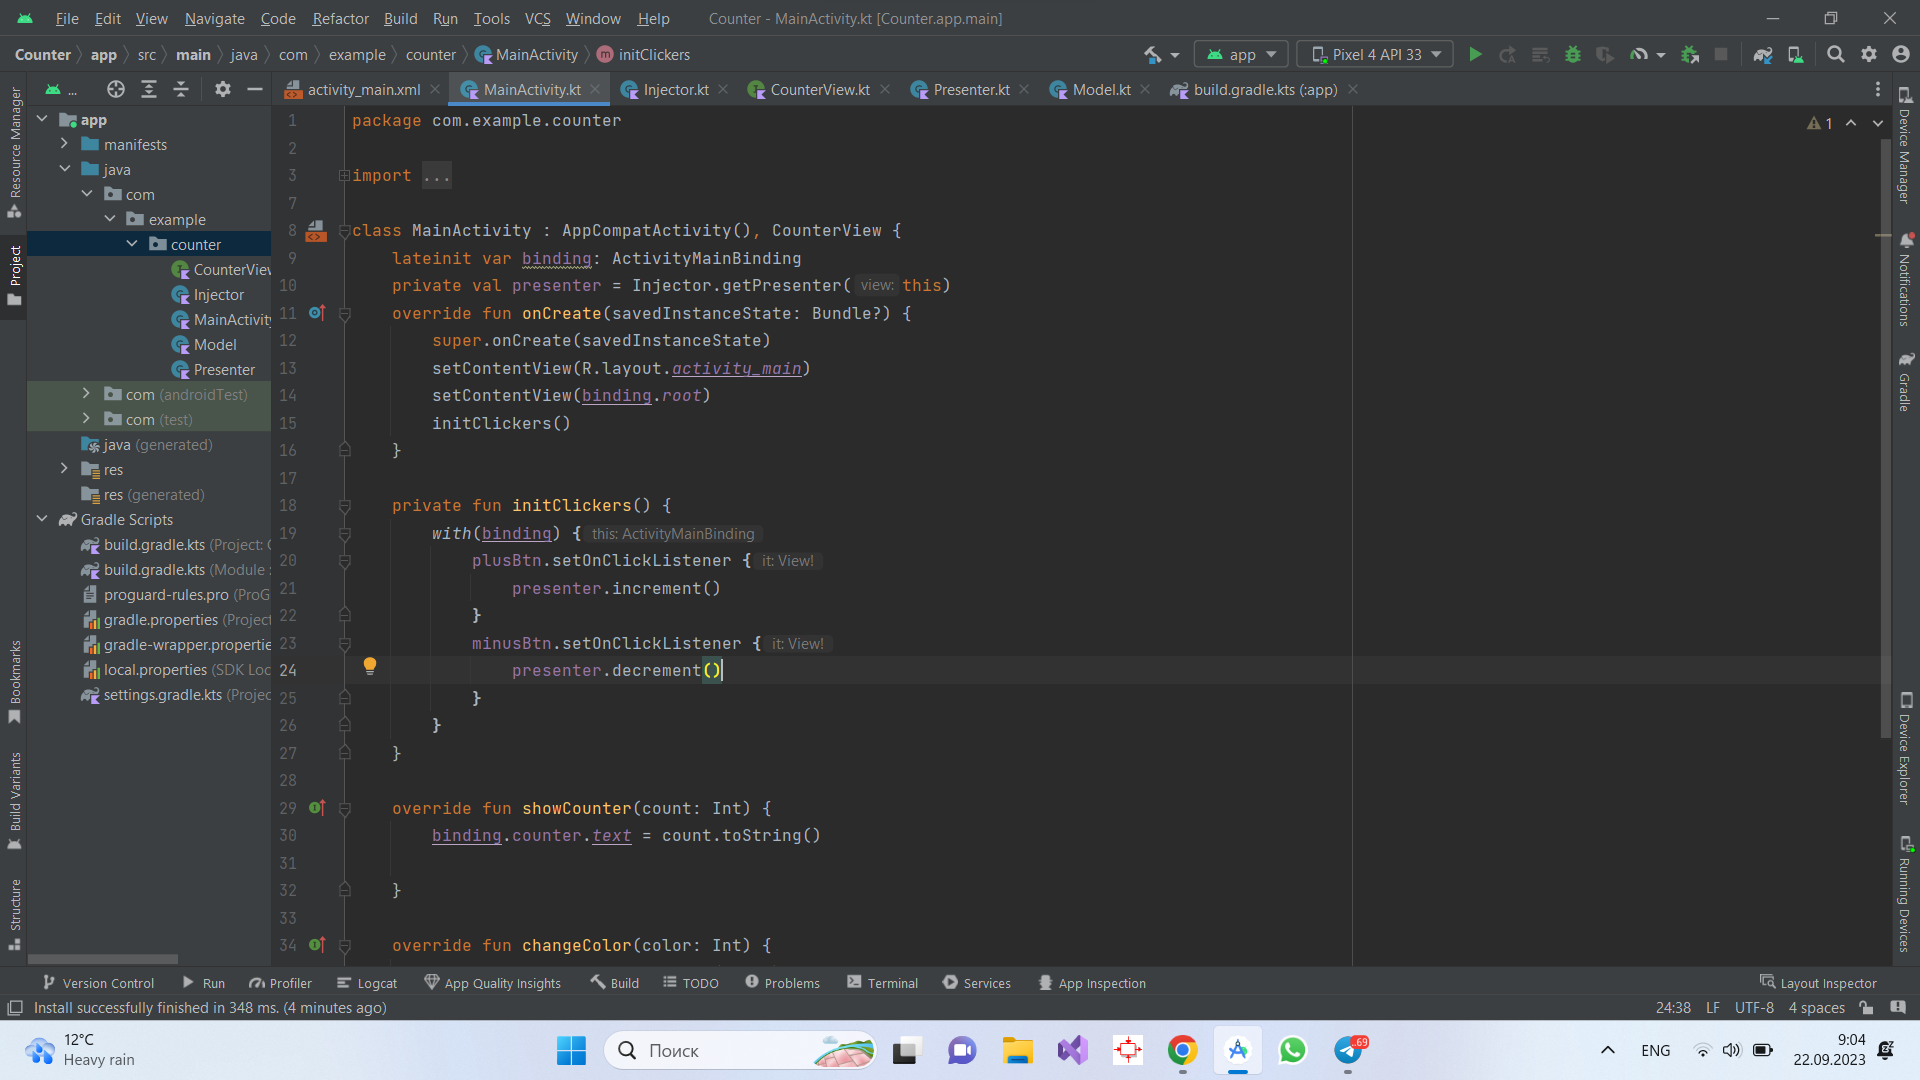 File Edit View Navigate Code Refactor Build Run Tools VCS Window Help Counter - MainActivity.kt [Counter.app.main]
Counter app src main java com example counter MainActivity initClickers app Pixel 4 API 33
... activity_main.xml MainActivity.kt Injector.kt CounterView.kt Presenter.kt Model.kt build.gradle.kts (:app)
Resource Manager
Project
Bookmarks
Build Variants
Structure
app
manifests
java
com
example
counter
CounterView
Injector
MainActivity
Model
Presenter
com (androidTest)
com (test)
java (generated)
res
res (generated)
Gradle Scripts
build.gradle.kts (Project: C
build.gradle.kts (Module :
proguard-rules.pro (ProG
gradle.properties (Project
gradle-wrapper.propertie
local.properties (SDK Loc
settings.gradle.kts (Projec
1 package com.example.counter
2
3 import ...
7
8 class MainActivity : AppCompatActivity(), CounterView {
9 lateinit var binding: ActivityMainBinding
10 private val presenter = Injector.getPresenter( view: this)
11 override fun onCreate(savedInstanceState: Bundle?) {
12 super.onCreate(savedInstanceState)
13 setContentView(R.layout.activity_main)
14 setContentView(binding.root)
15 initClickers()
16 }
17
18 private fun initClickers() {
19 with(binding) { this: ActivityMainBinding
20 plusBtn.setOnClickListener { it: View!
21 presenter.increment()
22 }
23 minusBtn.setOnClickListener { it: View!
24 presenter.decrement()
25 }
26 }
27 }
28
29 override fun showCounter(count: Int) {
30 binding.counter.text = count.toString()
31
32 }
33
34 override fun changeColor(color: Int) {
1
Device Manager
Notifications
Gradle
Device Explorer
Running Devices
Version Control Run Profiler Logcat App Quality Insights Build TODO Problems Terminal Services App Inspection Layout Inspector
Install successfully finished in 348 ms. (4 minutes ago) 24:38 LF UTF-8 4 spaces
12°C
Heavy rain
Поиск
69
ENG
9:04
22.09.2023